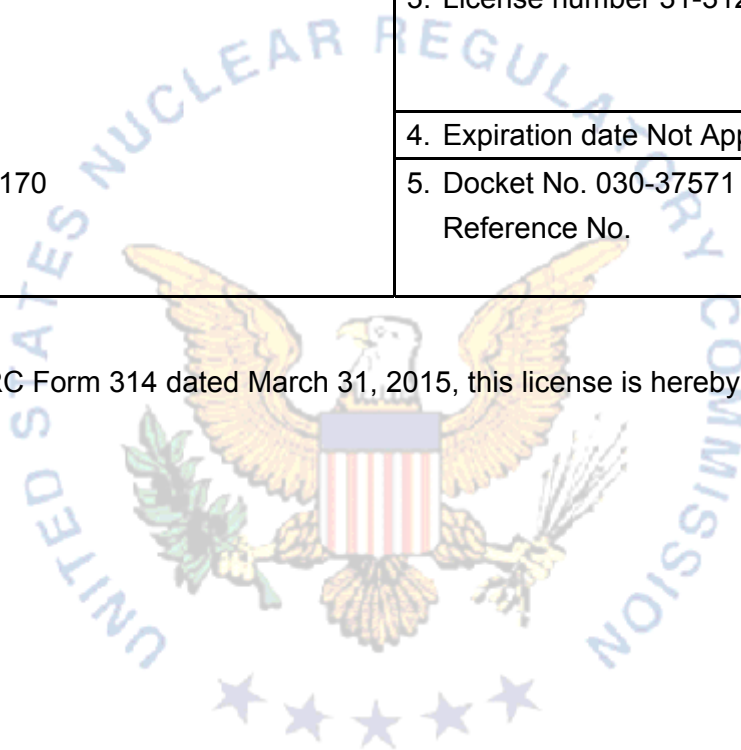 3. License number 31-312
4. Expiration date Not App
170
5. Docket No. 030-37571
Reference No.
RC Form 314 dated March 31, 2015, this license is hereby
UNITED STATES NUCLEAR REGULATORY COMMISSION